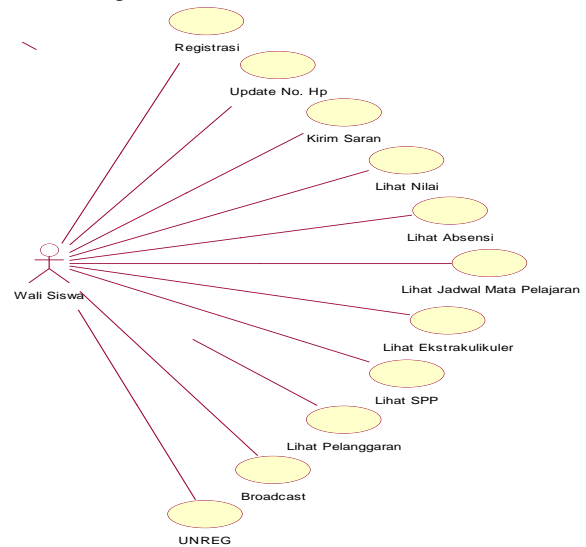 Registrasi
Update No. Hp
Kirim Saran
Lihat Nilai
Lihat Absensi
Lihat Jadwal Mata Pelajaran
Wali Siswa
Lihat Ekstrakulikuler
Lihat SPP
Lihat Pelanggaran
Broadcast
UNREG